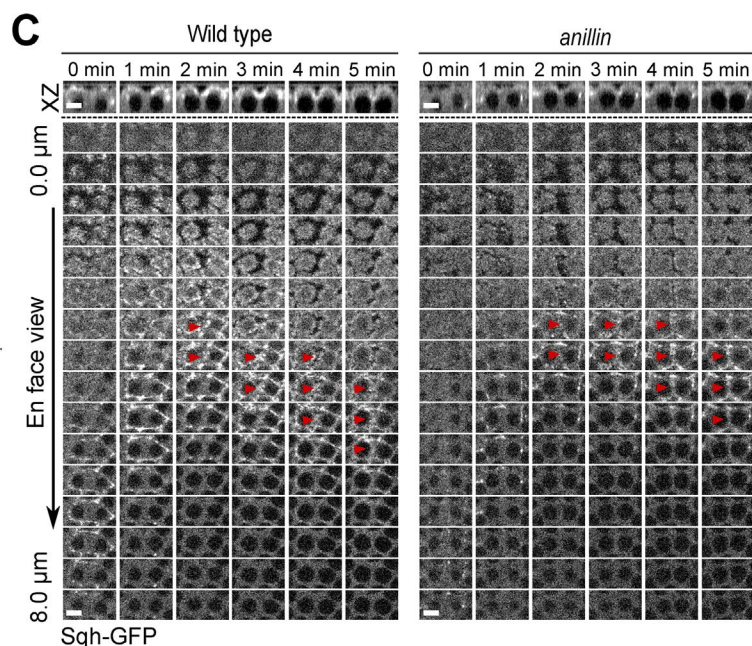 C
Wild type
anillin
0 min 1 min 2 min 3 min 4 min 5 min
0 min 1 min 2 min 3 min 4 min 5 min
XZ
0.0 µm
En face view
8.0 µm
Sqh-GFP